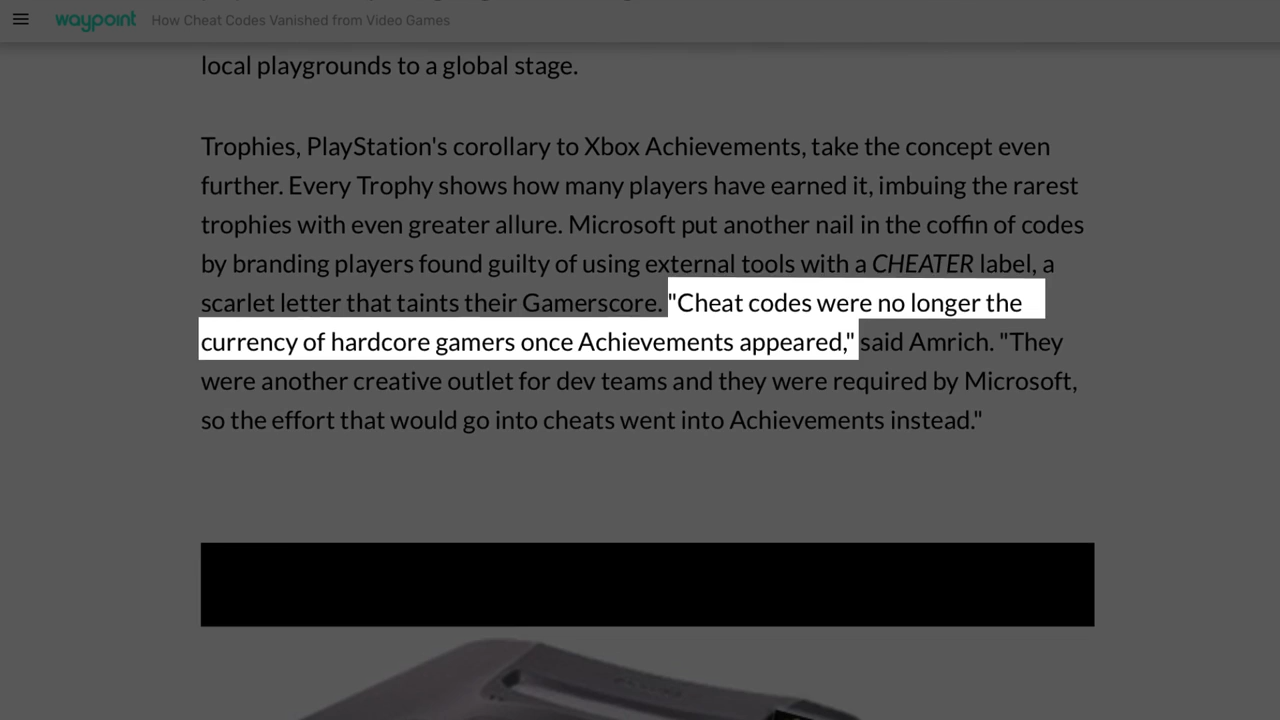 waypoint How Cheat Codes Vanished from Video Games
local playgrounds to a global stage.
Trophies, PlayStation's corollary to Xbox Achievements, take the concept even
further. Every Trophy shows how many players have earned it, imbuing the rarest
trophies with even greater allure. Microsoft put another nail in the coffin of codes
by branding players found guilty of using external tools with a CHEATER label, a
scarlet letter that taints their Gamerscore. "Cheat codes were no longer the
currency of hardcore gamers once Achievements appeared," said Amrich. "They
were another creative outlet for dev teams and they were required by Microsoft,
so the effort that would go into cheats went into Achievements instead."